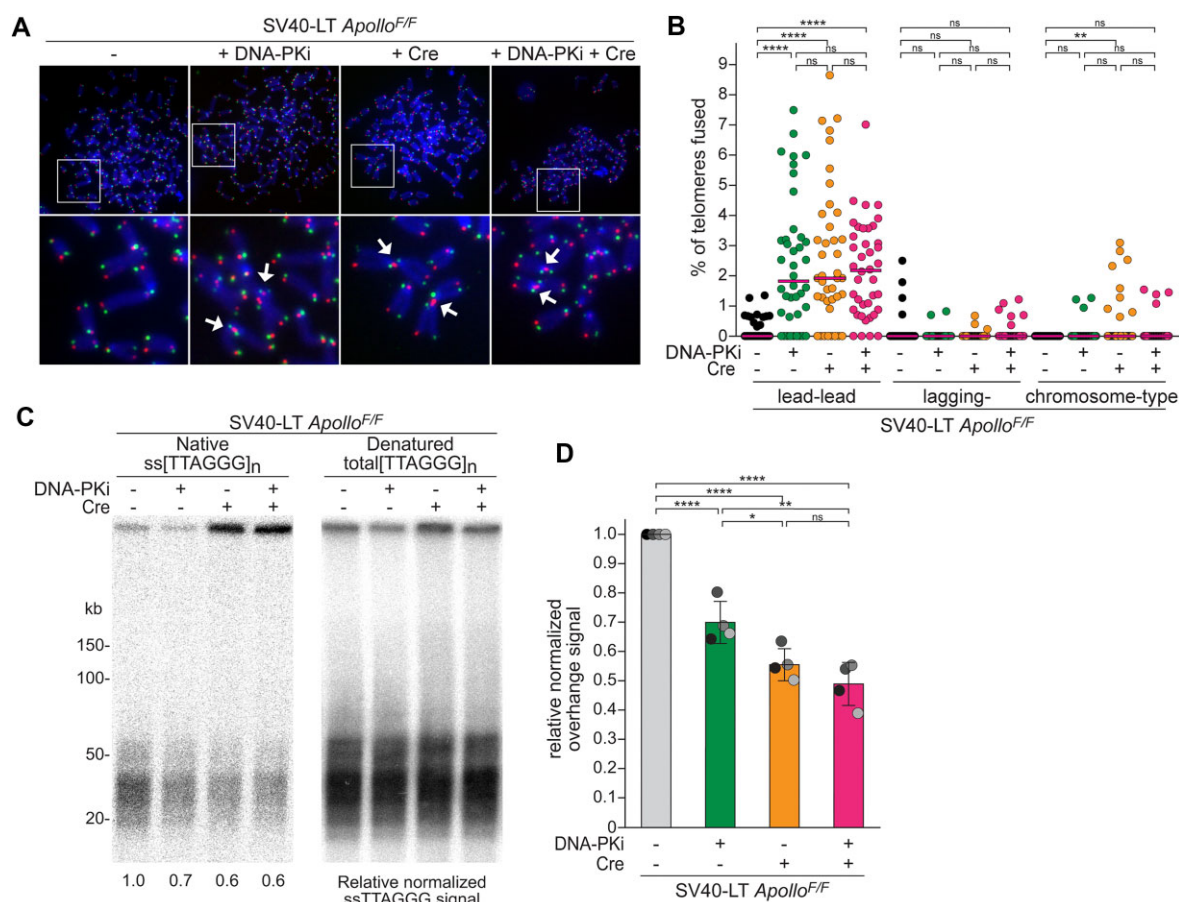 A
SV40-LT ApolloF/F
- + DNA-PKi + Cre + DNA-PKi + Cre
B
ns ns
****
**** ns **
**** ns ns ns ns ns
ns ns ns ns ns ns
% of telomeres fused
9
8
7
6
5
4
3
2
1
0
DNA-PKi - + - + - + - + - + - +
Cre - - + + - - + + - - + +
lead-lead lagging- chromosome-type
SV40-LT ApolloF/F
C
SV40-LT ApolloF/F
Native Denatured
ss[TTAGGG]n total[TTAGGG]n
DNA-PKi - + - + - + - +
Cre - - + + - - + +
kb
150-
100-
50-
20-
1.0 0.7 0.6 0.6 Relative normalized
ssTTAGGG signal
D
****
****
**** **
* ns
relative normalized
overhange signal
1.0
0.9
0.8
0.7
0.6
0.5
0.4
0.3
0.2
0.1
0
DNA-PKi - + - +
Cre - - + +
SV40-LT ApolloF/F